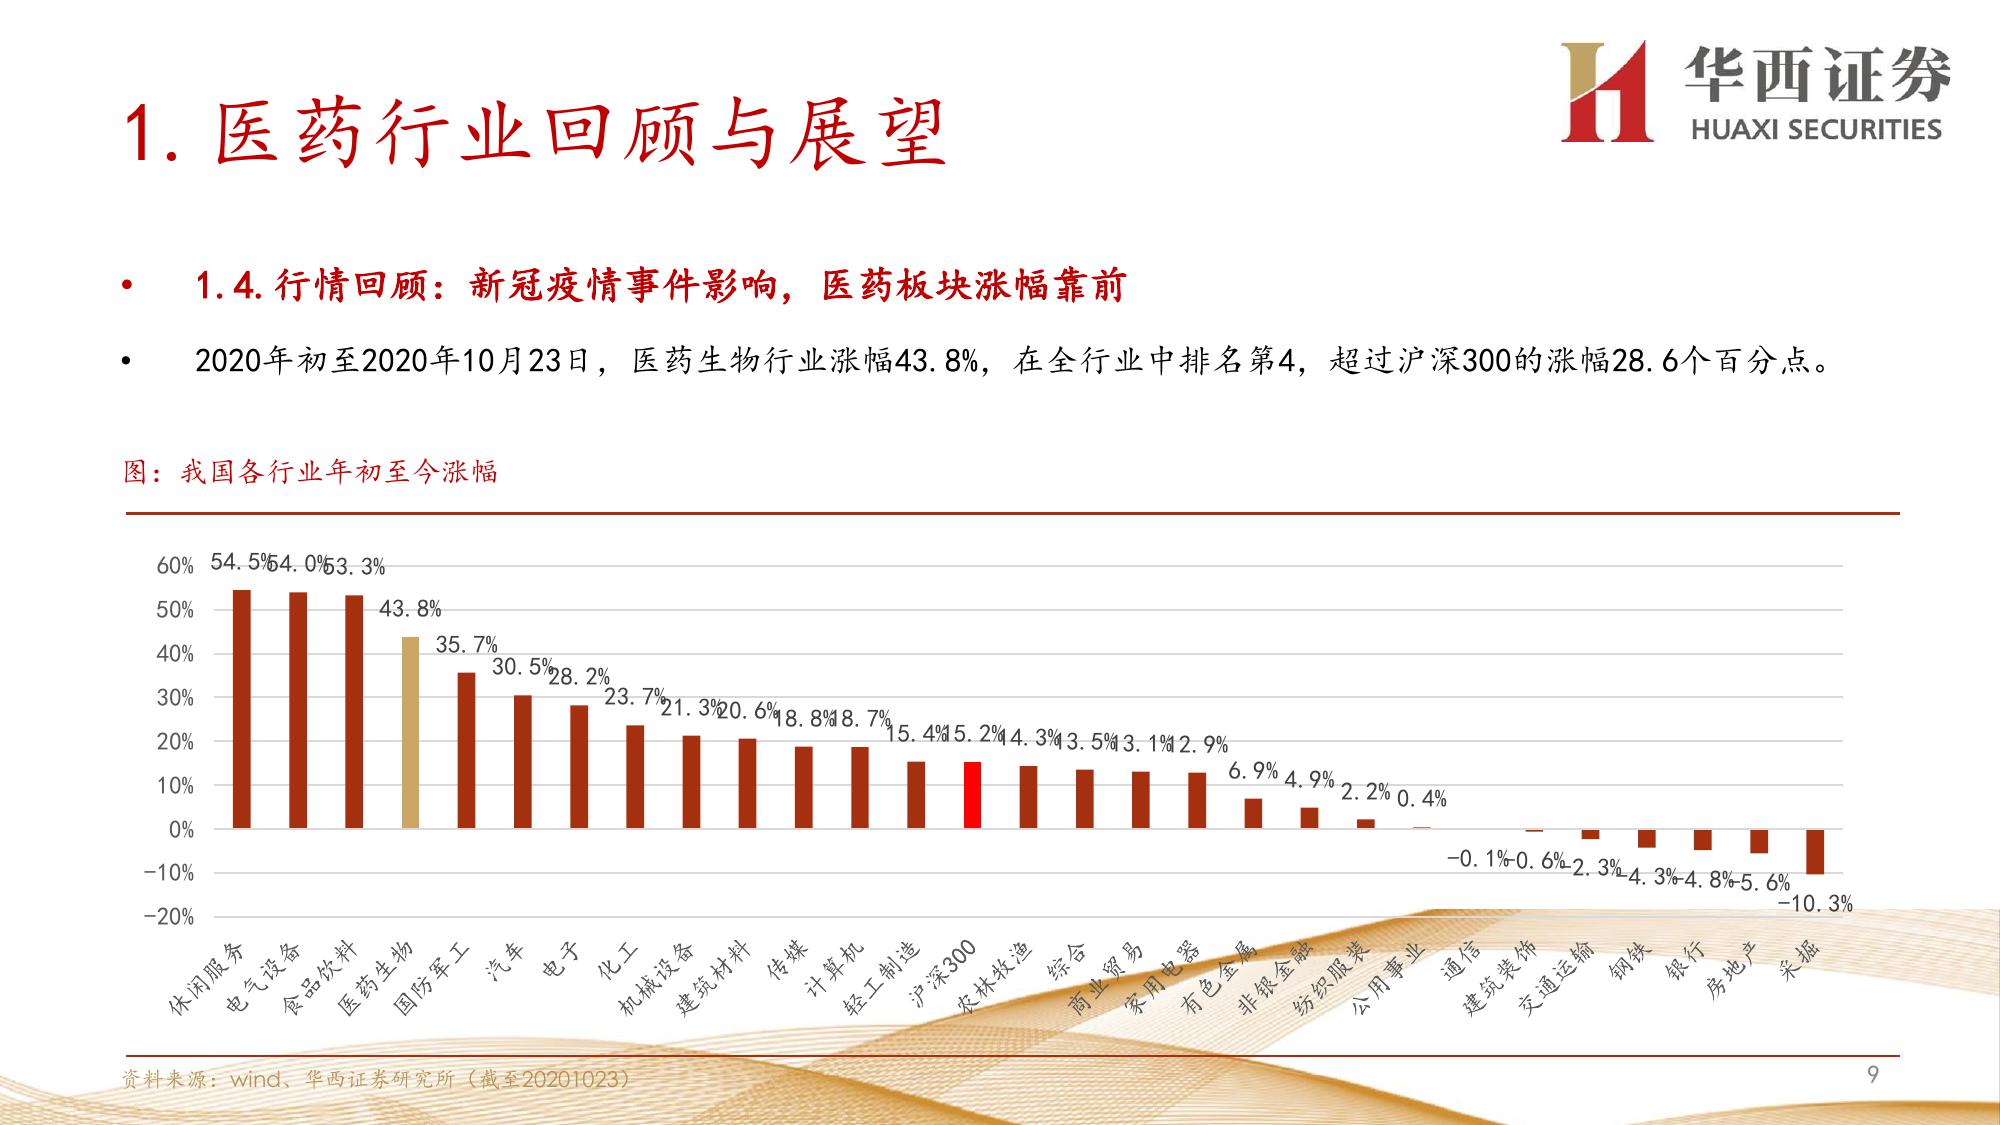 华西证券
HUAXI SECURITIES
1. 医药行业回顾与展望
• 1.4. 行情回顾：新冠疫情事件影响，医药板块涨幅靠前
• 2020年初至2020年10月23日，医药生物行业涨幅43.8%，在全行业中排名第4，超过沪深300的涨幅28.6个百分点。
图：我国各行业年初至今涨幅
60%
50%
40%
30%
20%
10%
0%
-10%
-20%
54.5%
54.0%
53.3%
43.8%
35.7%
30.5%
28.2%
23.7%
21.3%
20.6%
18.8%
18.7%
15.4%
15.2%
14.3%
13.5%
13.1%
12.9%
6.9%
4.9%
2.2%
0.4%
-0.1%
-0.6%
-2.3%
-4.3%
-4.8%
-5.6%
-10.3%
休闲服务
电气设备
食品饮料
医药生物
国防军工
汽车
电子
化工
机械设备
建筑材料
传媒
计算机
轻工制造
沪深300
农林牧渔
综合
商业贸易
家用电器
有色金属
非银金融
纺织服装
公用事业
通信
建筑装饰
交通运输
钢铁
银行
房地产
采掘
资料来源：wind、华西证券研究所（截至20201023）
9